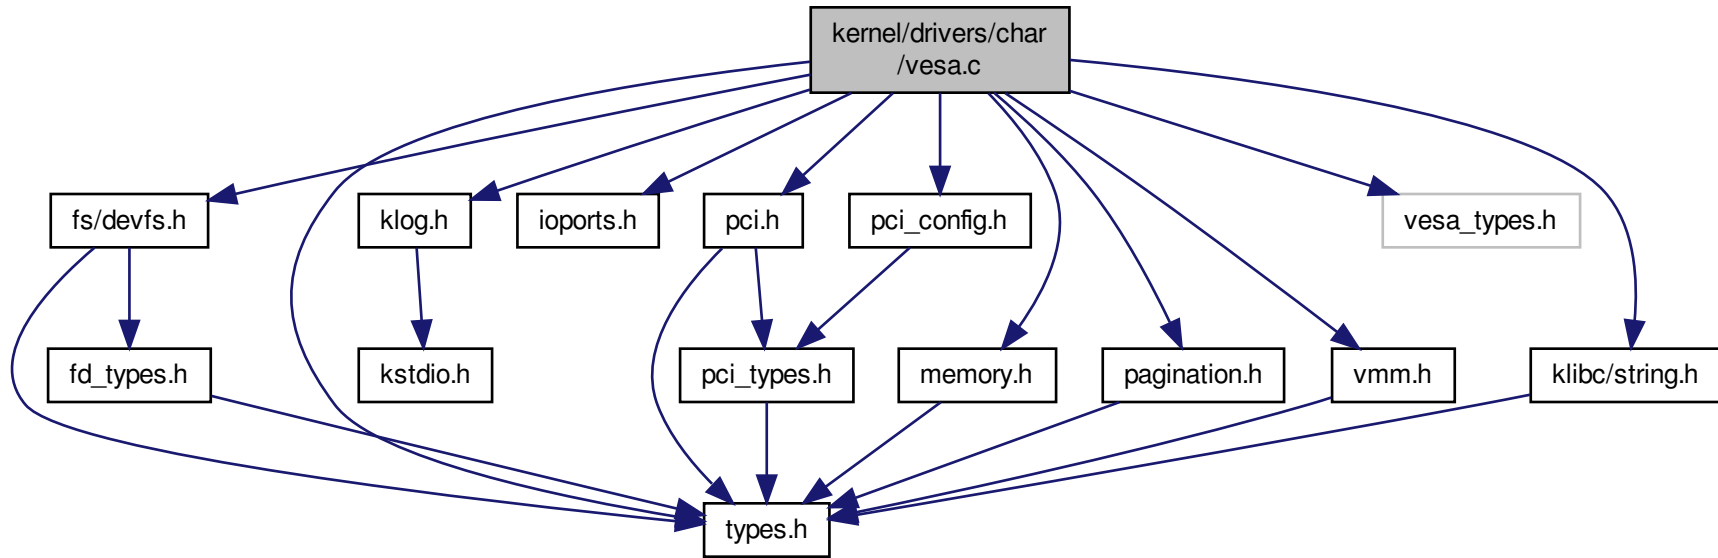 kernel/drivers/char
/vesa.c
fs/devfs.h
klog.h
ioports.h
pci.h
pci_config.h
vesa_types.h
fd_types.h
kstdio.h
pci_types.h
memory.h
pagination.h
vmm.h
klibc/string.h
types.h